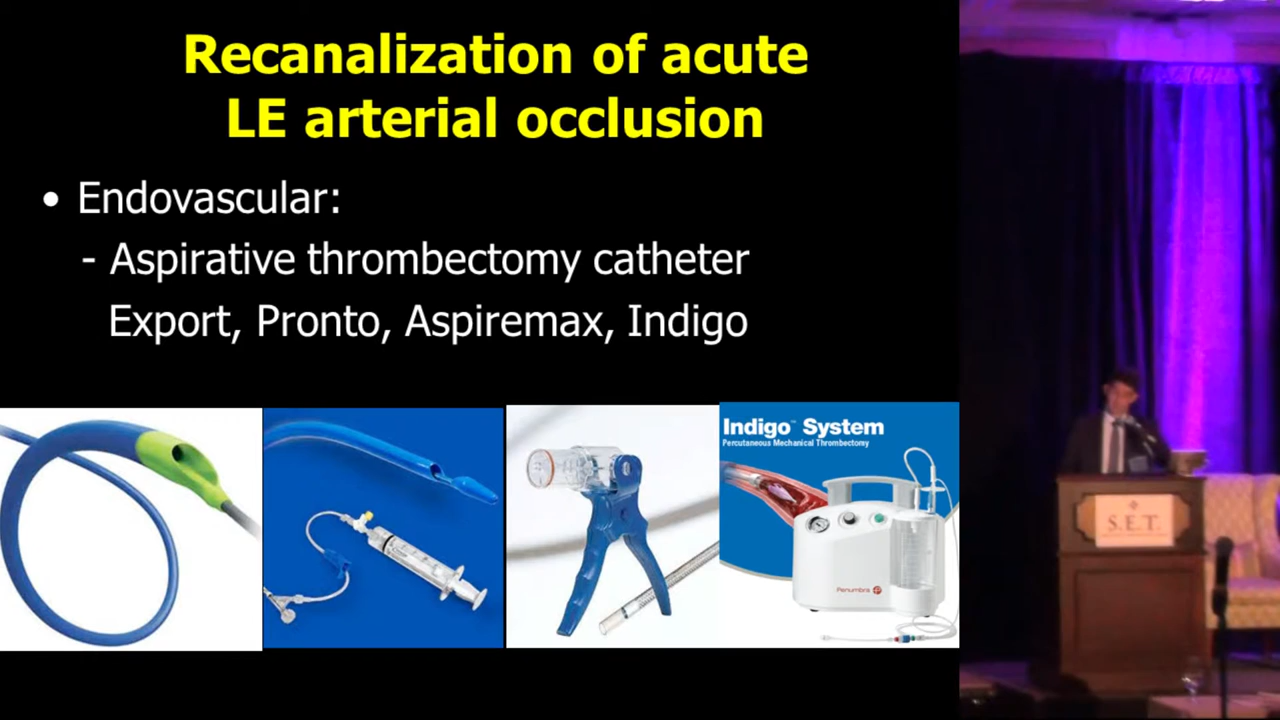 Recanalization of acute
LE arterial occlusion
• Endovascular:
- Aspirative thrombectomy catheter
Export, Pronto, Aspiremax, Indigo
Indigo™ System
Percutaneous Mechanical Thrombectomy
Penumbra
S.E.T.